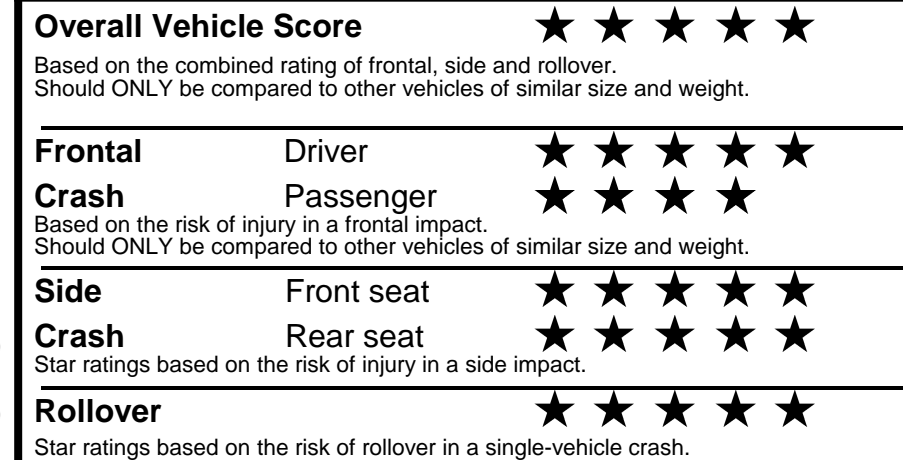 Overall Vehicle Score ★ ★ ★ ★ ★
Based on the combined rating of frontal, side and rollover.
Should ONLY be compared to other vehicles of similar size and weight.
Frontal Driver ★ ★ ★ ★ ★
Crash Passenger ★ ★ ★ ★
Based on the risk of injury in a frontal impact.
Should ONLY be compared to other vehicles of similar size and weight.
Side Front seat ★ ★ ★ ★ ★
Crash Rear seat ★ ★ ★ ★ ★
Star ratings based on the risk of injury in a side impact.
Rollover ★ ★ ★ ★ ★
Star ratings based on the risk of rollover in a single-vehicle crash.